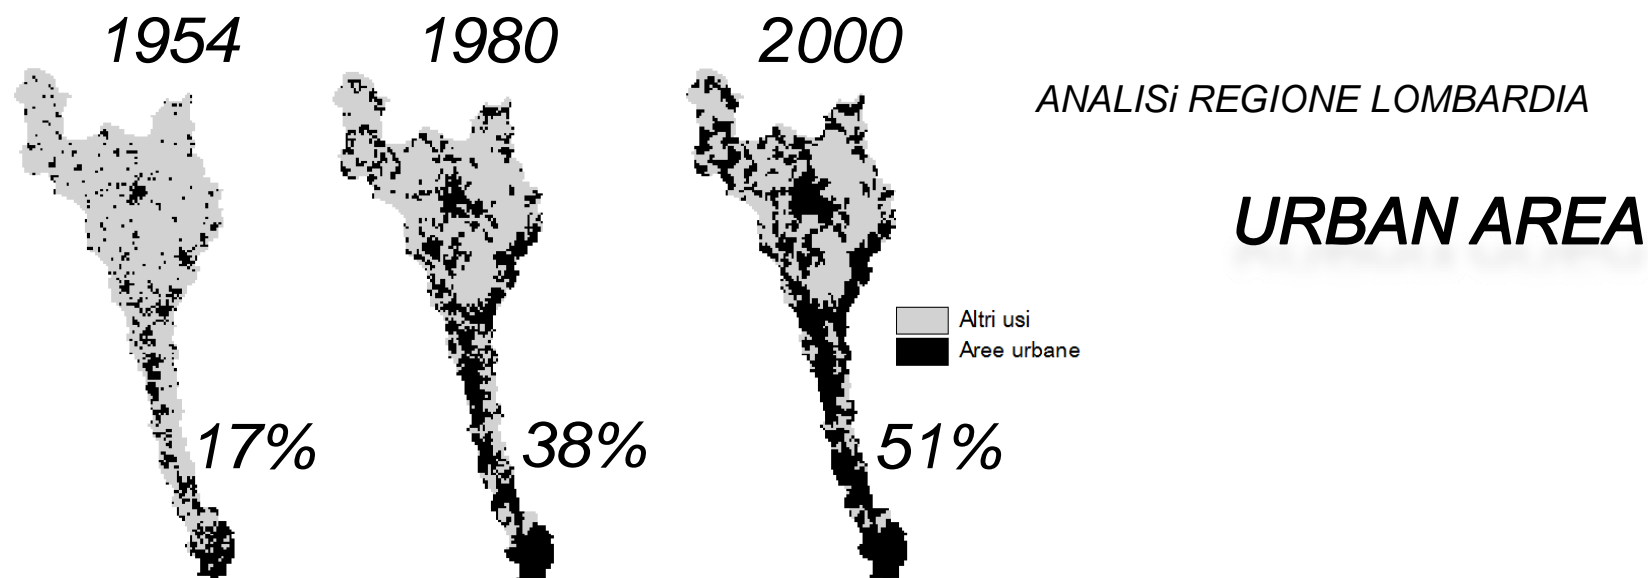 1954
1980
2000
ANALISi REGIONE LOMBARDIA
URBAN AREA
Altri usi
Aree urbane
17%
38%
51%